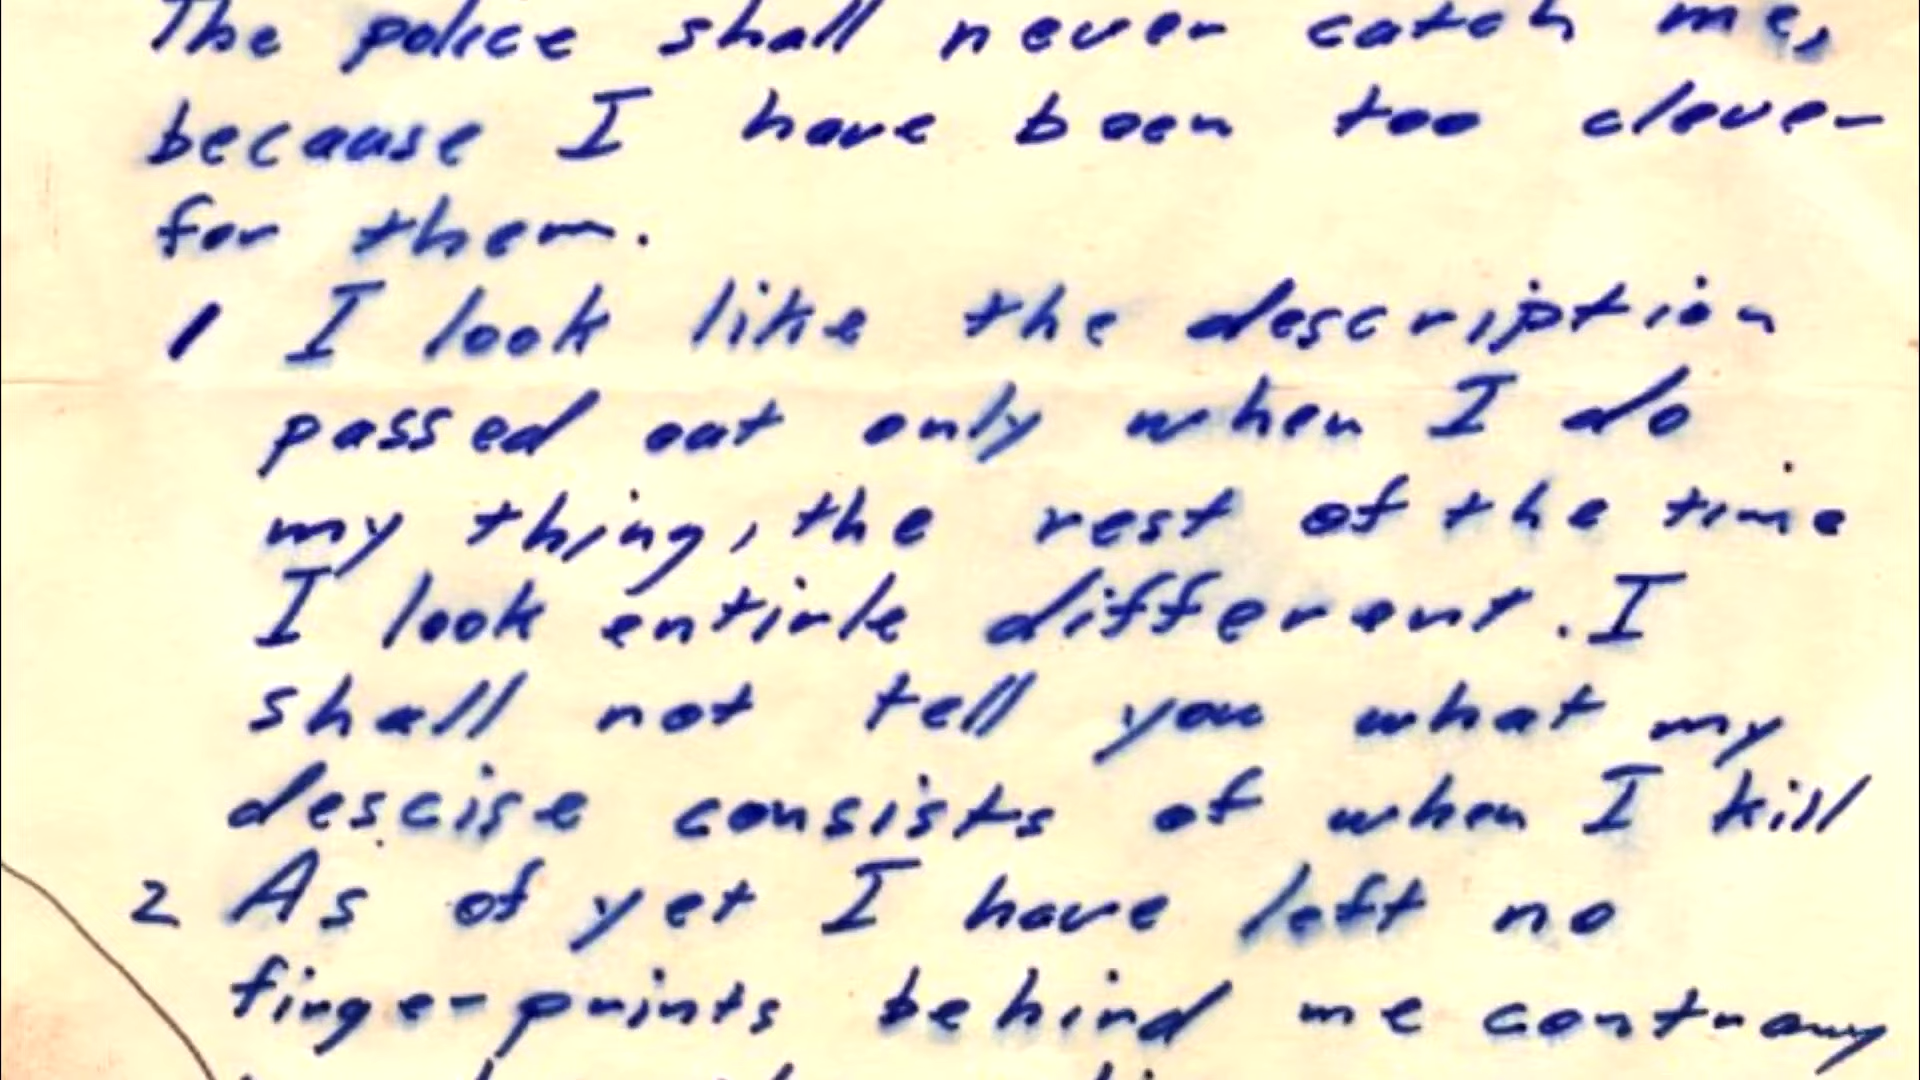 The police shall never catch me,
because I have been too clever
for them.
1 I look like the description
passed out only when I do
my thing, the rest of the time
I look entirle different. I
shall not tell you what my
descise consists of when I kill
2 As of yet I have left no
fingerprints behind me contrary